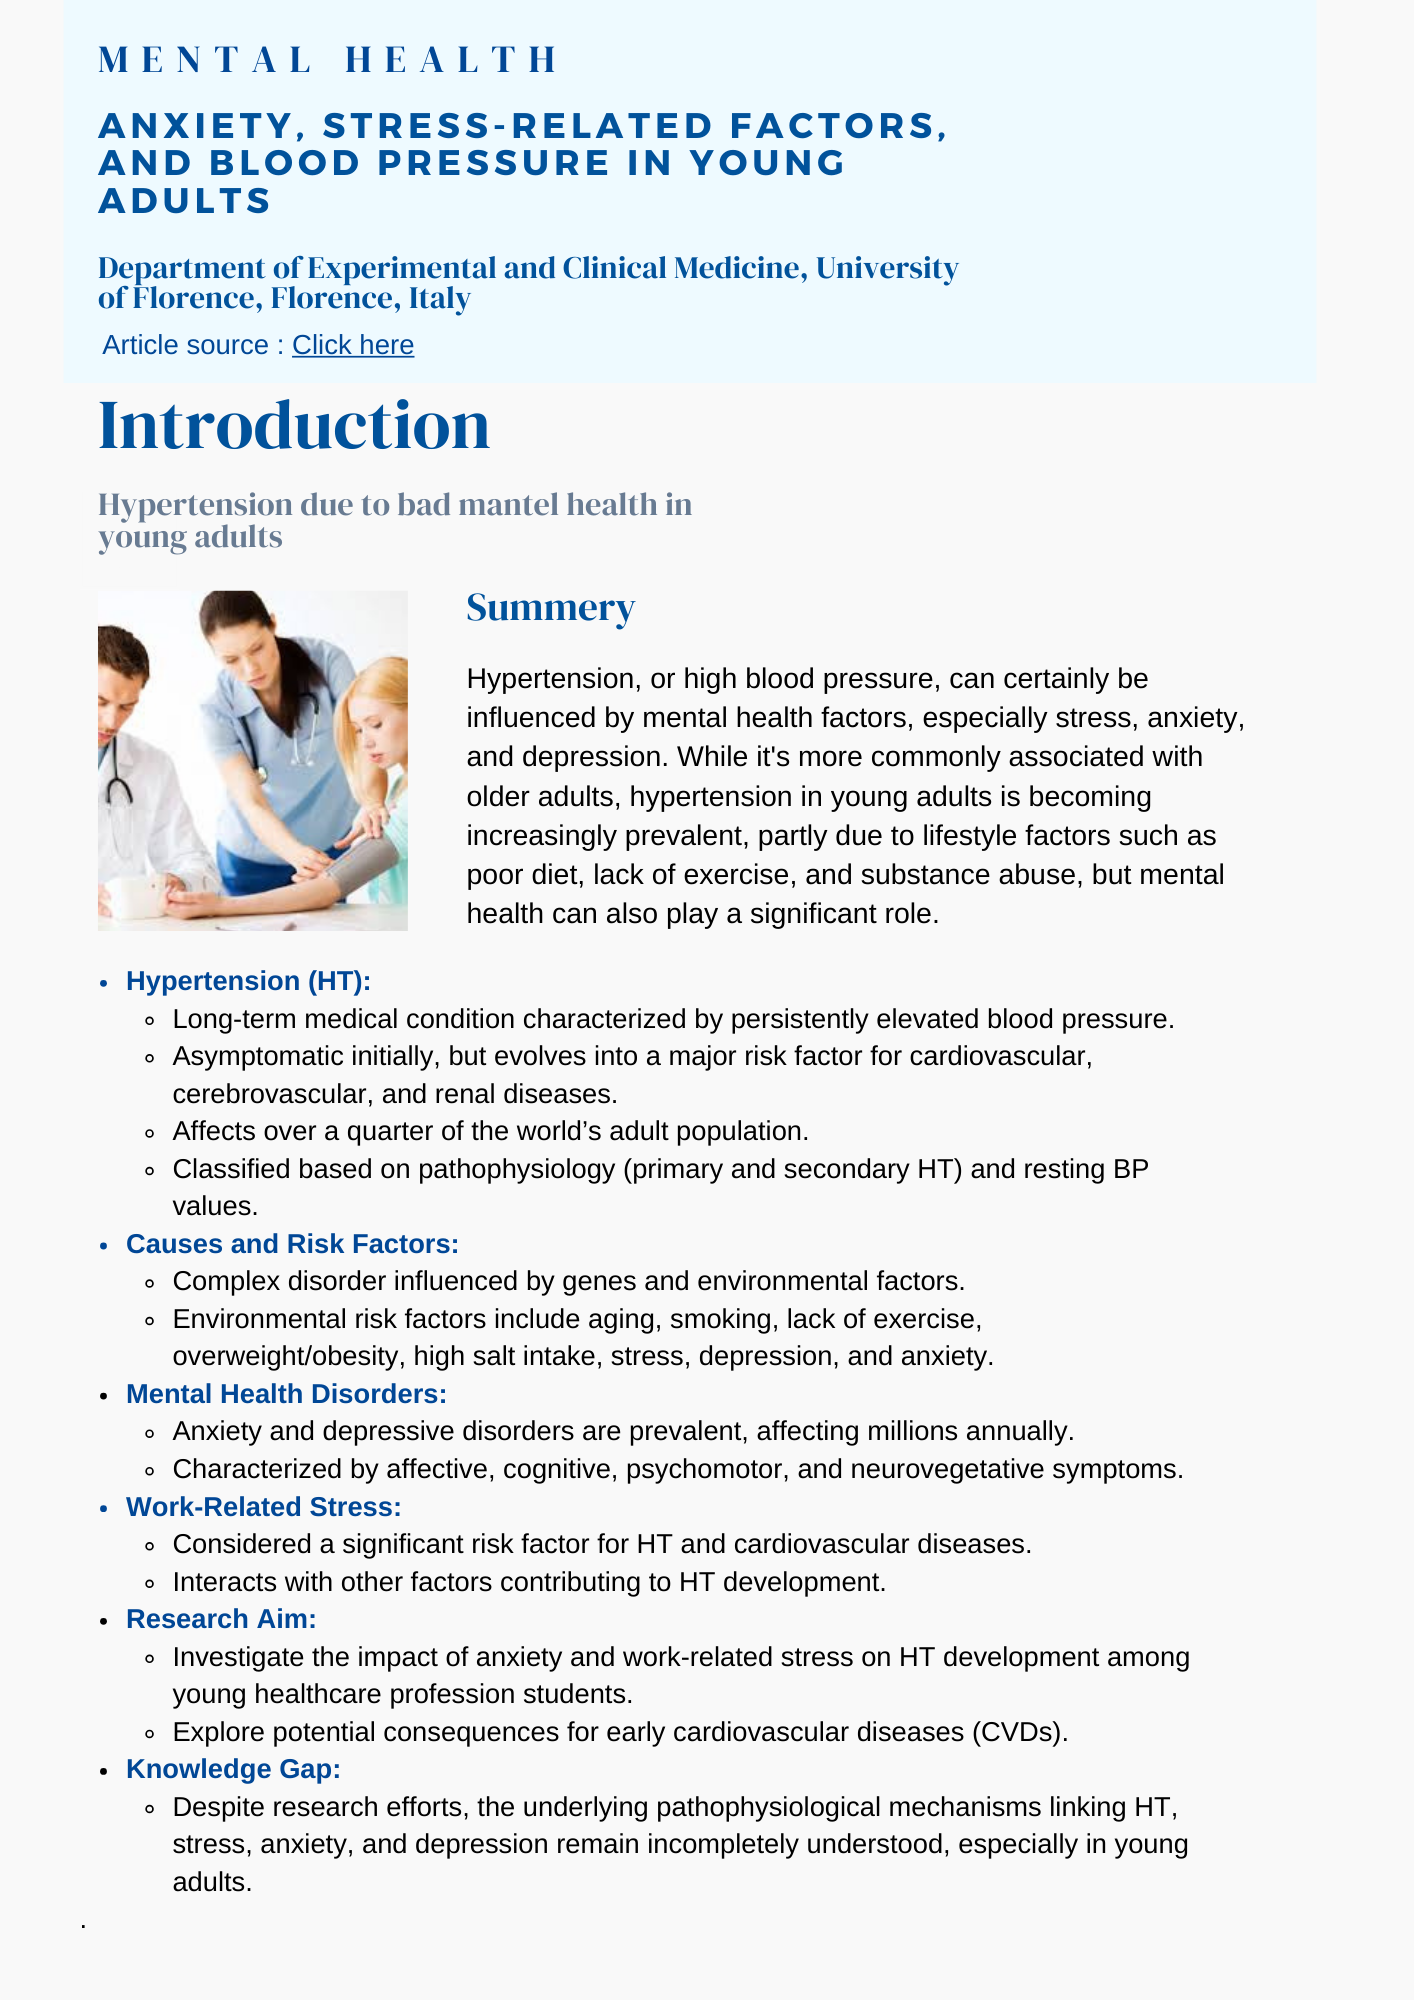 MENTAL HEALTH
ANXIETY, STRESS-RELATED FACTORS,
AND BLOOD PRESSURE IN YOUNG
ADULTS
Department of Experimental and Clinical Medicine, University
of Florence, Florence, Italy
Article source : Click here
Introduction
Hypertension due to bad mantel health in
young adults
Summery
Hypertension, or high blood pressure, can certainly be
influenced by mental health factors, especially stress, anxiety,
and depression. While it's more commonly associated with
older adults, hypertension in young adults is becoming
increasingly prevalent, partly due to lifestyle factors such as
poor diet, lack of exercise, and substance abuse, but mental
health can also play a significant role.
• Hypertension (HT):
◦ Long-term medical condition characterized by persistently elevated blood pressure.
◦ Asymptomatic initially, but evolves into a major risk factor for cardiovascular,
cerebrovascular, and renal diseases.
◦ Affects over a quarter of the world’s adult population.
◦ Classified based on pathophysiology (primary and secondary HT) and resting BP
values.
• Causes and Risk Factors:
◦ Complex disorder influenced by genes and environmental factors.
◦ Environmental risk factors include aging, smoking, lack of exercise,
overweight/obesity, high salt intake, stress, depression, and anxiety.
• Mental Health Disorders:
◦ Anxiety and depressive disorders are prevalent, affecting millions annually.
◦ Characterized by affective, cognitive, psychomotor, and neurovegetative symptoms.
• Work-Related Stress:
◦ Considered a significant risk factor for HT and cardiovascular diseases.
◦ Interacts with other factors contributing to HT development.
• Research Aim:
◦ Investigate the impact of anxiety and work-related stress on HT development among
young healthcare profession students.
◦ Explore potential consequences for early cardiovascular diseases (CVDs).
• Knowledge Gap:
◦ Despite research efforts, the underlying pathophysiological mechanisms linking HT,
stress, anxiety, and depression remain incompletely understood, especially in young
adults.
.